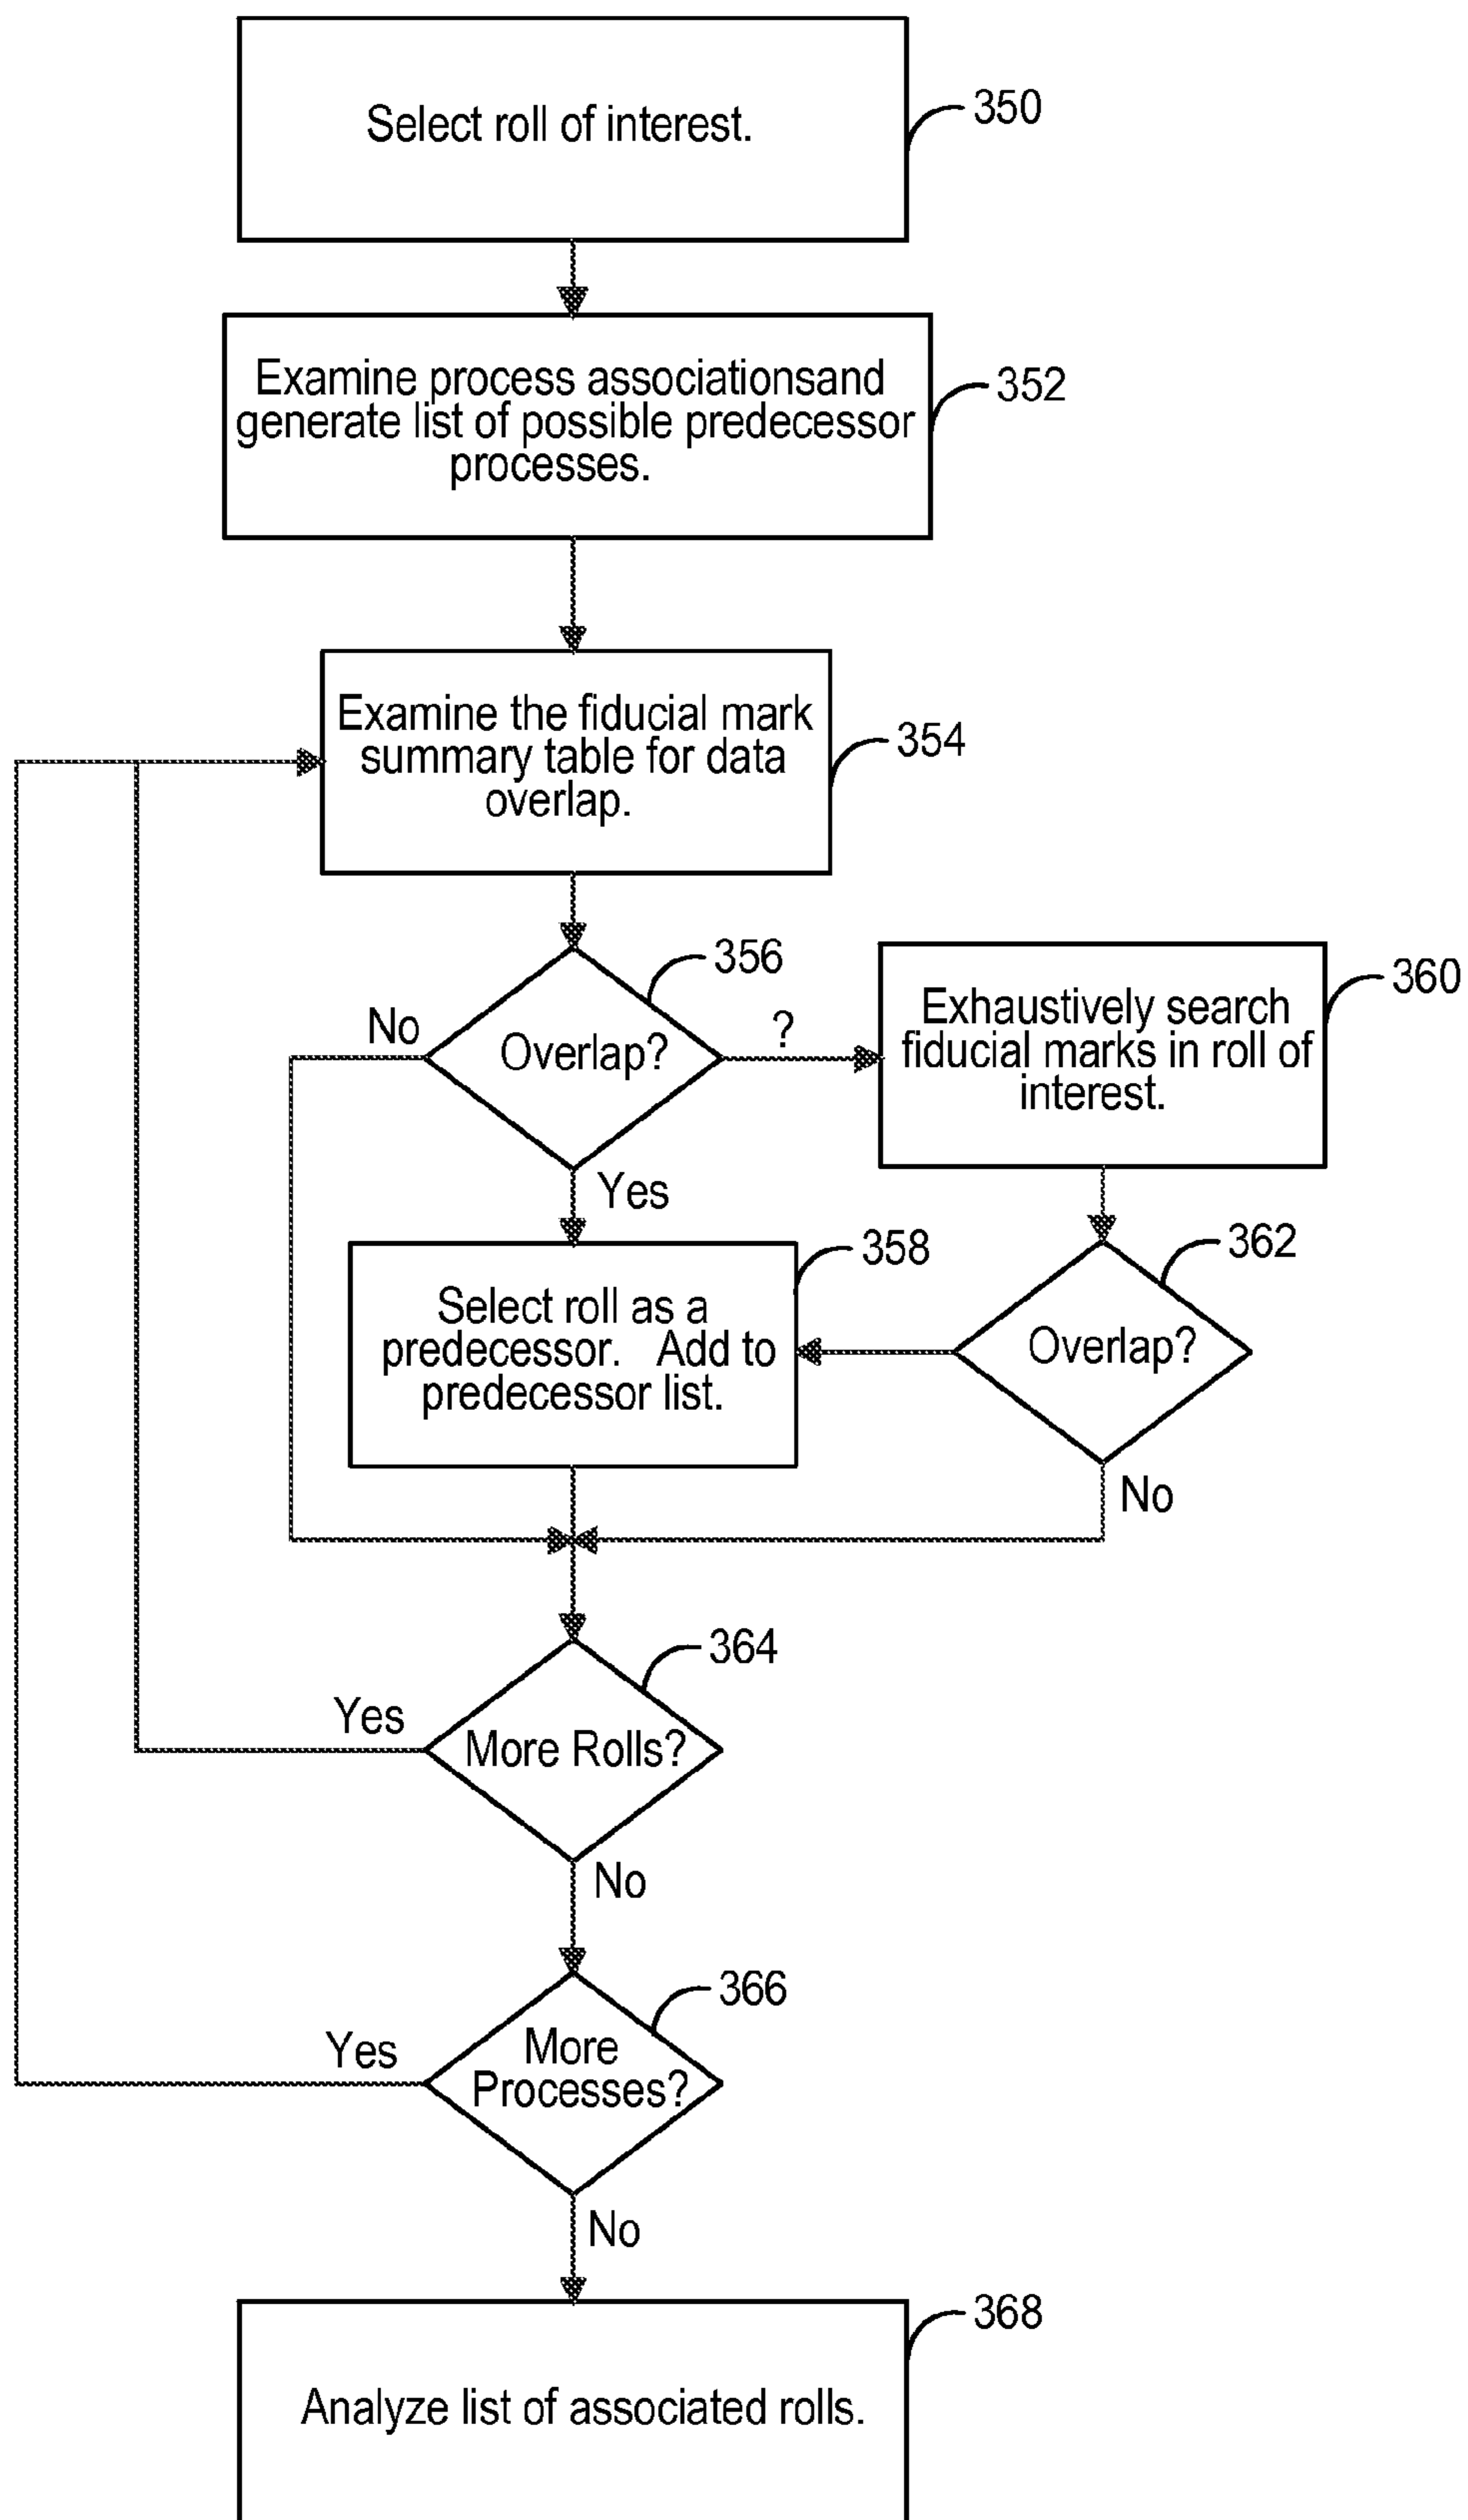 Select roll of interest.
350
Examine process associationsand
generate list of possible predecessor
processes.
352
Examine the fiducial mark
summary table for data
overlap.
354
356
No
Overlap?
?
Exhaustively search
fiducial marks in roll of
interest.
360
Yes
358
Select roll as a
predecessor. Add to
predecessor list.
362
Overlap?
No
364
Yes
More Rolls?
No
366
Yes
More
Processes?
No
368
Analyze list of associated rolls.